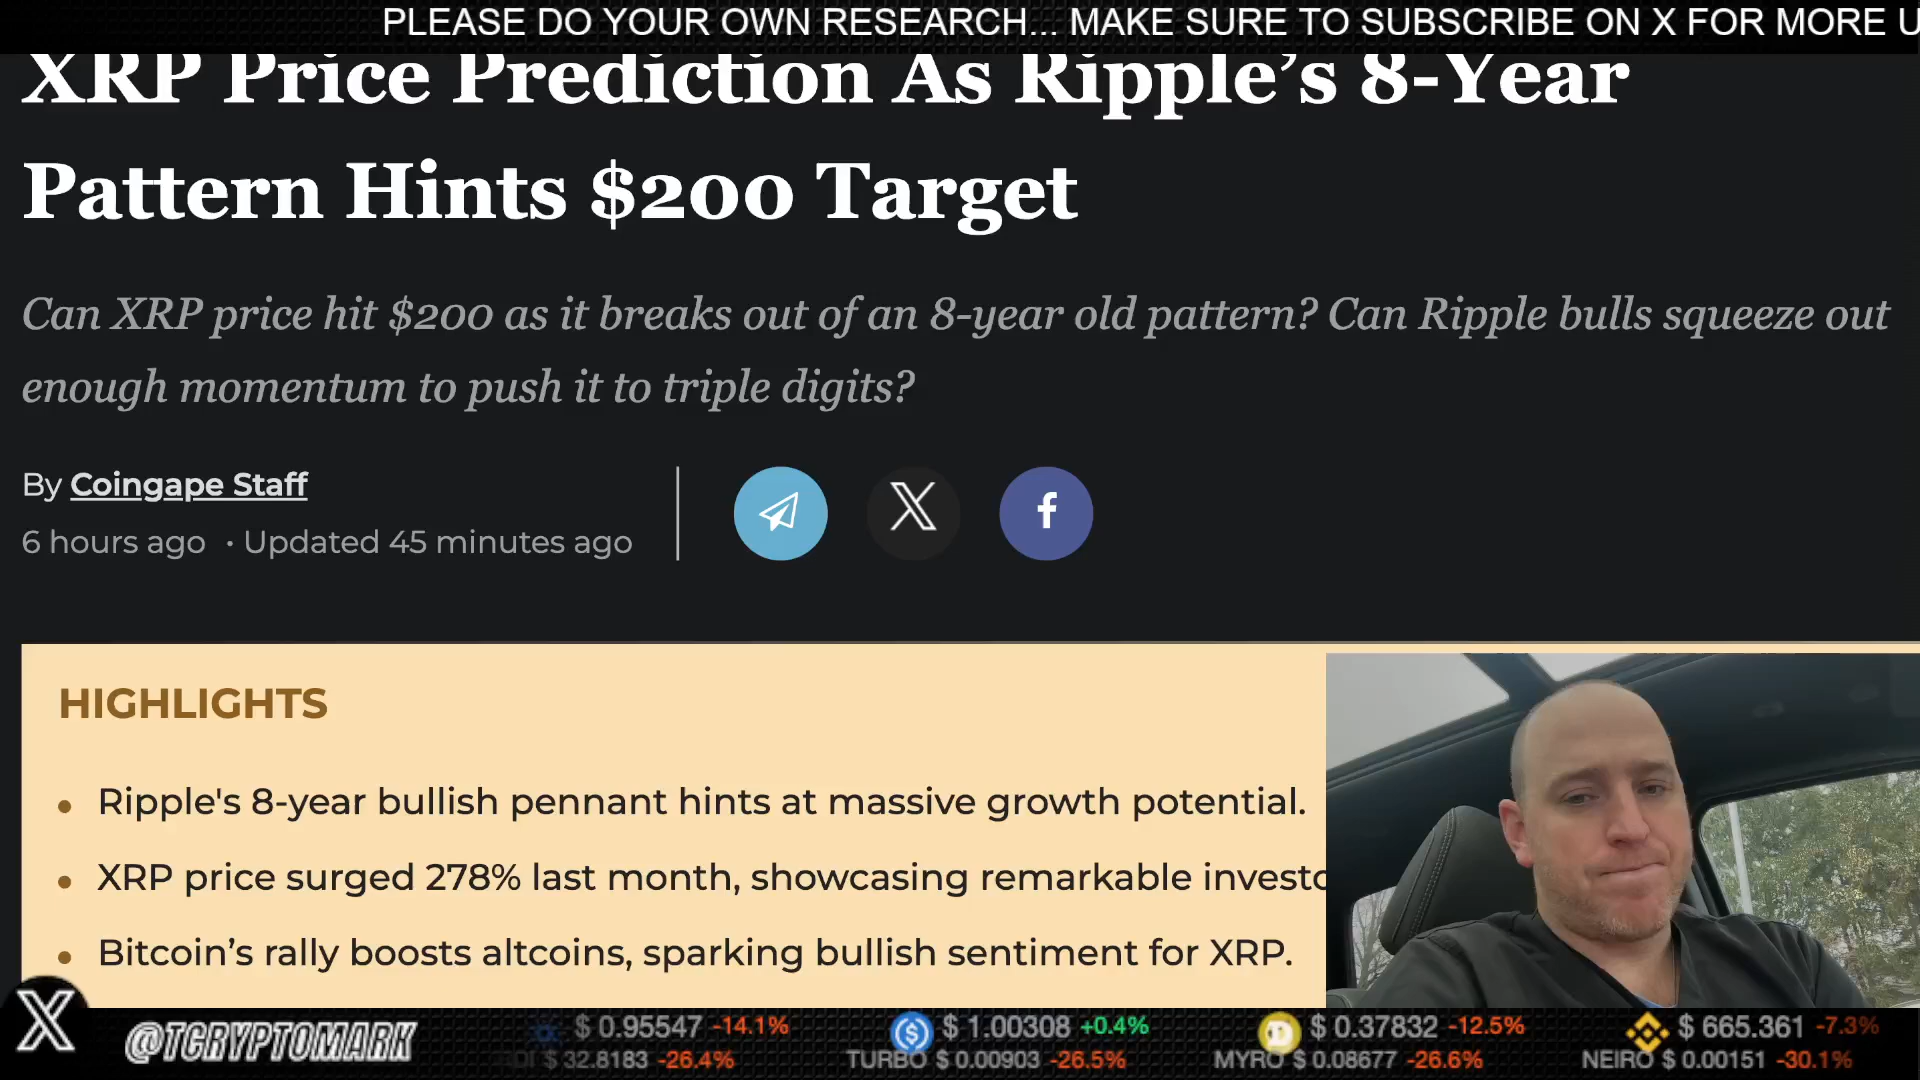 PLEASE DO YOUR OWN RESEARCH... MAKE SURE TO SUBSCRIBE ON X FOR MORE U
XRP Price Prediction As Ripple’s 8-Year
Pattern Hints $200 Target
Can XRP price hit $200 as it breaks out of an 8-year old pattern? Can Ripple bulls squeeze out
enough momentum to push it to triple digits?
By Coingape Staff
6 hours ago · Updated 45 minutes ago
HIGHLIGHTS
• Ripple's 8-year bullish pennant hints at massive growth potential.
• XRP price surged 278% last month, showcasing remarkable investo
• Bitcoin’s rally boosts altcoins, sparking bullish sentiment for XRP.
@TCRYPTOMARK
$ 0.95547 -14.1% $ 1.00308 +0.4% $ 0.37832 -12.5% $ 665.361 -7.3%
$ 32.8183 -26.4% TURBO $ 0.00903 -26.5% MYRO $ 0.08677 -26.6% NEIRO $ 0.00151 -30.1%